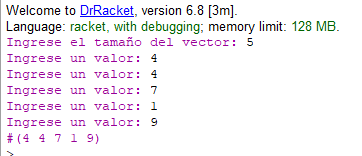 Welcome to DrRacket, version 6.8 [3m].
Language: racket, with debugging; memory limit: 128 MB.
Ingrese el tamaño del vector: 5
Ingrese un valor: 4
Ingrese un valor: 4
Ingrese un valor: 7
Ingrese un valor: 1
Ingrese un valor: 9
#(4 4 7 1 9)
>